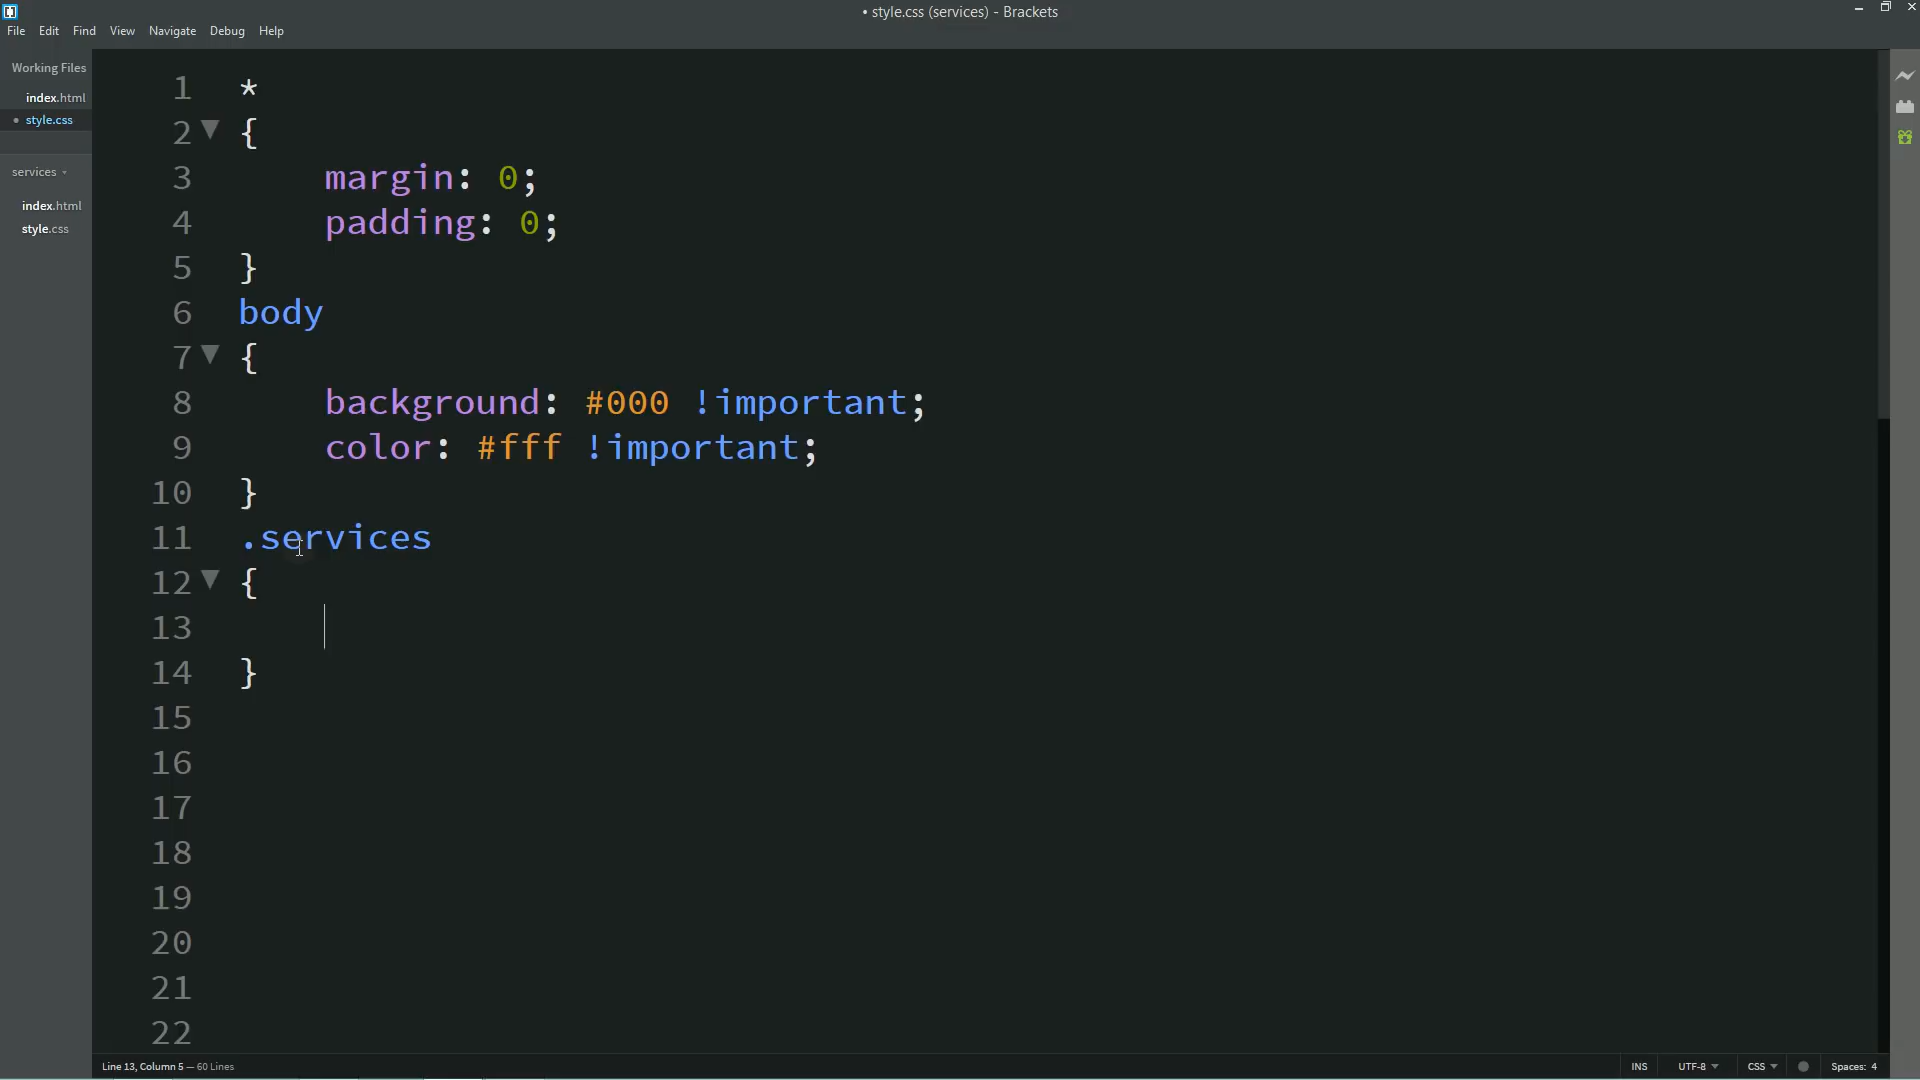 • style.css (services) - Brackets
File Edit Find View Navigate Debug Help
Working Files
index.html
• style.css
services
index.html
style.css
1 *
2 {
3 margin: 0;
4 padding: 0;
5 }
6 body
7 {
8 background: #000 !important;
9 color: #fff !important;
10 }
11 .services
12 {
13
14 }
15
16
17
18
19
20
21
22
Line 13, Column 5 — 60 Lines
INS UTF-8 CSS Spaces: 4